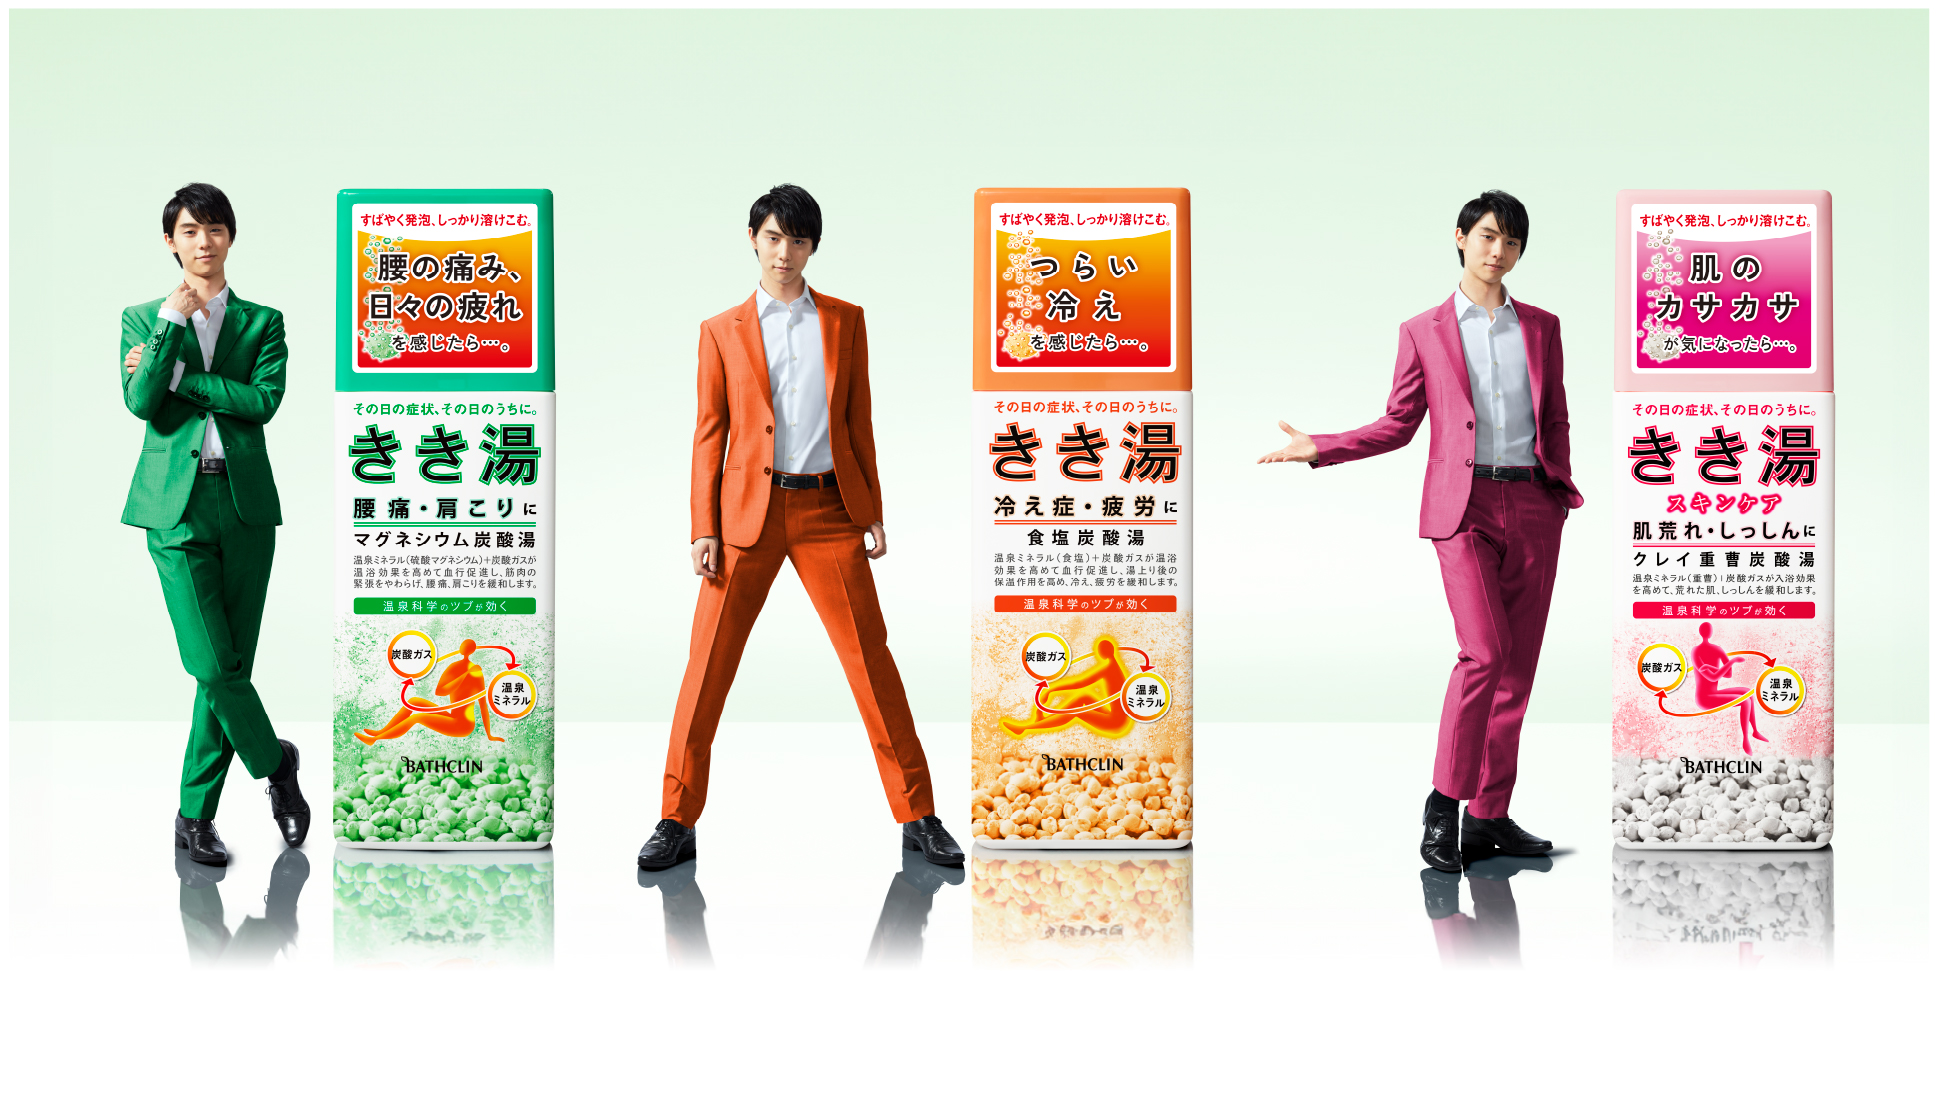 すばやく発泡、しっかり溶けこむ。
腰の痛み、
日々の疲れ
を感じたら…。
その日の症状、その日のうちに。
きき湯
腰痛・肩こりに
マグネシウム炭酸湯
温泉ミネラル(硫酸マグネシウム)+炭酸ガスが
温浴効果を高めて血行促進し、筋肉の
緊張をやわらげ、腰痛、肩こりを緩和します。
温泉科学のツブが効く
炭酸ガス
温泉
ミネラル
BATHCLIN
すばやく発泡、しっかり溶けこむ。
つらい
冷え
を感じたら…。
その日の症状、その日のうちに。
きき湯
冷え症・疲労に
食塩炭酸湯
温泉ミネラル(食塩)+炭酸ガスが温浴
効果を高めて血行促進し、湯上り後の
保温作用を高め、冷え、疲労を緩和します。
温泉科学のツブが効く
炭酸ガス
温泉
ミネラル
BATHCLIN
すばやく発泡、しっかり溶けこむ。
肌の
カサカサ
が気になったら…。
その日の症状、その日のうちに。
きき湯
スキンケア
肌荒れ・しっしんに
クレイ重曹炭酸湯
温泉ミネラル(重曹)+炭酸ガスが入浴効果
を高めて、荒れた肌、しっしんを緩和します。
温泉科学のツブが効く
炭酸ガス
温泉
ミネラル
BATHCLIN